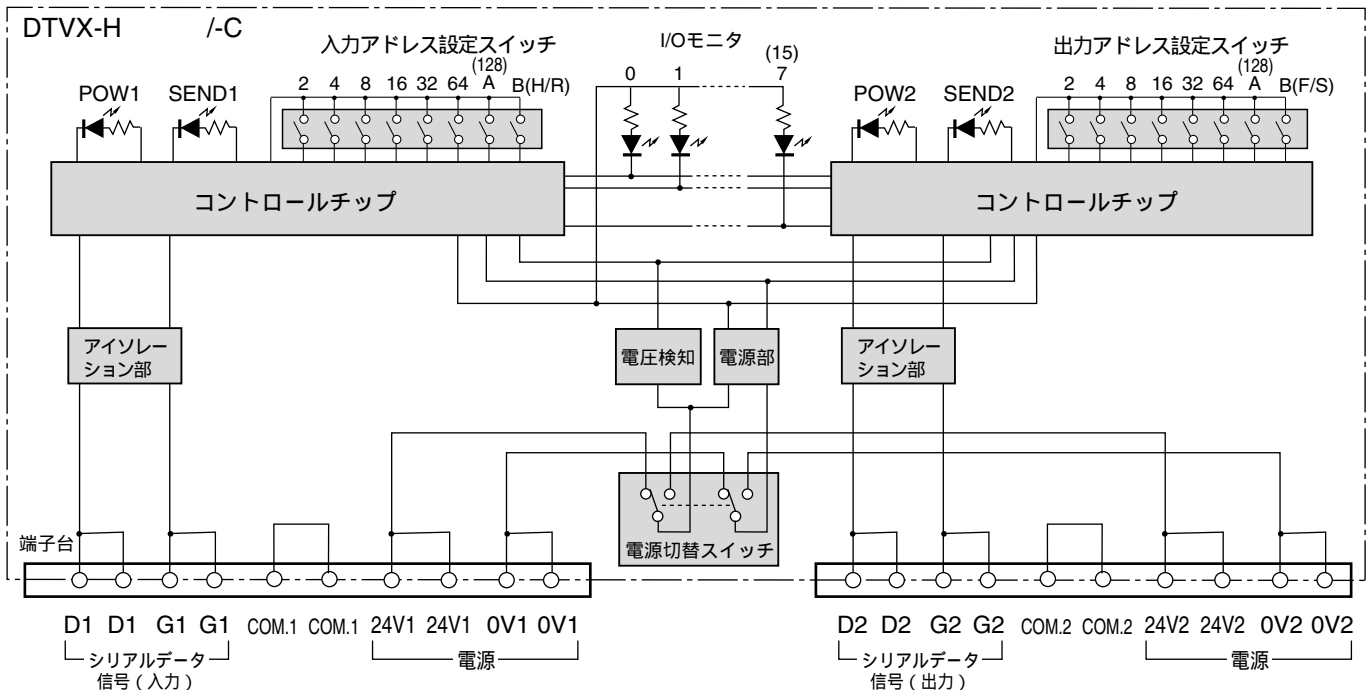 DTVX-H /-C
入力アドレス設定スイッチ
I/Oモニタ
出力アドレス設定スイッチ
POW1
SEND1
2 4 8 16 32 64 (128) A B(H/R)
0 1 (15) 7
POW2
SEND2
2 4 8 16 32 64 (128) A B(F/S)
コントロールチップ
コントロールチップ
アイソレー
ション部
電圧検知
電源部
アイソレー
ション部
電源切替スイッチ
端子台
D1 D1 G1 G1 COM.1 COM.1 24V1 24V1 0V1 0V1
シリアルデータ
信号(入力)
電源
D2 D2 G2 G2 COM.2 COM.2 24V2 24V2 0V2 0V2
シリアルデータ
信号(出力)
電源